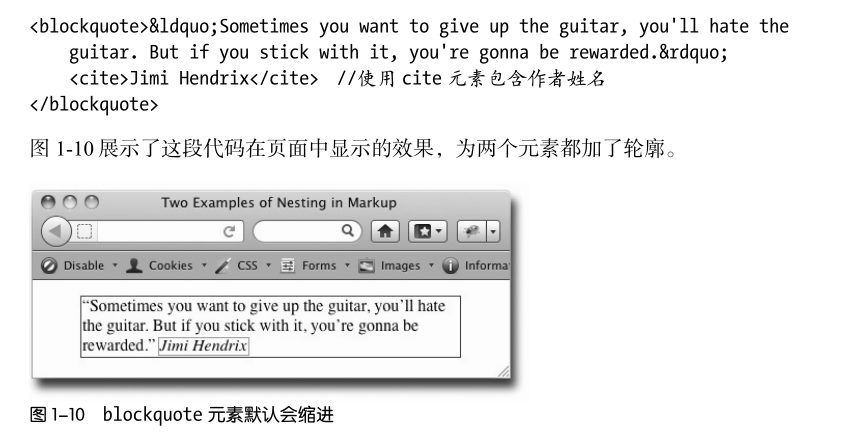 <blockquote>&ldquo;Sometimes you want to give up the guitar, you'll hate the
guitar. But if you stick with it, you're gonna be rewarded.&rdquo;
<cite>Jimi Hendrix</cite> //使用 cite 元素包含作者姓名
</blockquote>
图 1-10 展示了这段代码在页面中显示的效果，为两个元素都加了轮廓。
Two Examples of Nesting in Markup
Disable Cookies CSS Forms Images Informa
“Sometimes you want to give up the guitar, you’ll hate
the guitar. But if you stick with it, you’re gonna be
rewarded.” Jimi Hendrix
图 1–10 blockquote 元素默认会缩进